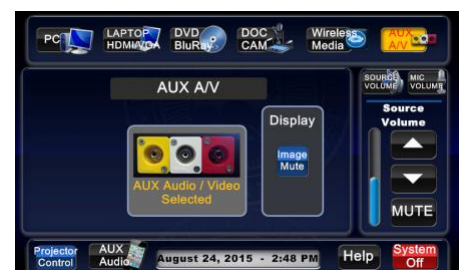 PC
LAPTOP
HDMI/VGA
DVD
BluRay
DOC
CAM
Wireless
Media
AUX
A/V
AUX A/V
AUX Audio / Video
Selected
Display
Image
Mute
SOURCE
VOLUME
MIC
VOLUME
Source
Volume
MUTE
Projector
Control
AUX
Audio
August 24, 2015 - 2:48 PM
Help
System
Off